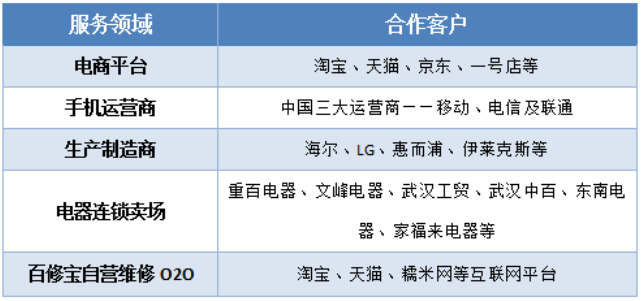 服务领域 合作客户
电商平台 淘宝、天猫、京东、一号店等
手机运营商 中国三大运营商——移动、电信及联通
生产制造商 海尔、LG、惠而浦、伊莱克斯等
电器连锁卖场 重百电器、文峰电器、武汉工贸、武汉中百、东南电
器、家福来电器等
百修宝自营维修 O2O 淘宝、天猫、糯米网等互联网平台